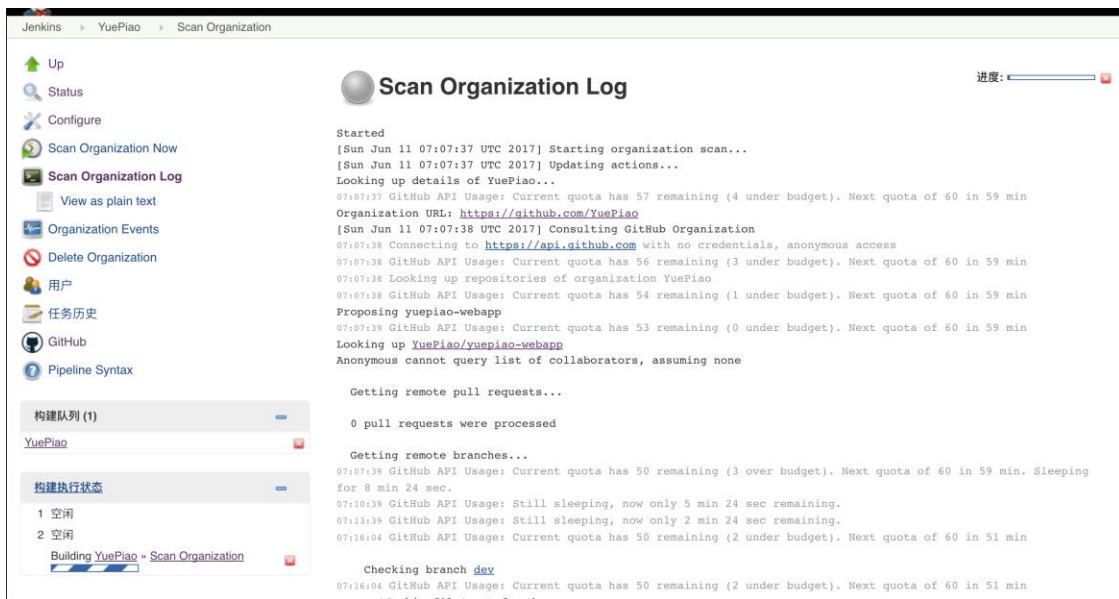 Jenkins
YuePiao
Scan Organization
Up
Status
Configure
Scan Organization Now
Scan Organization Log
View as plain text
Organization Events
Delete Organization
用户
任务历史
GitHub
Pipeline Syntax
构建队列 (1)
YuePiao
构建执行状态
1 空闲
2 空闲
Building YuePiao » Scan Organization
Scan Organization Log
进度:
Started
[Sun Jun 11 07:07:37 UTC 2017] Starting organization scan...
[Sun Jun 11 07:07:37 UTC 2017] Updating actions...
Looking up details of YuePiao...
07:07:37 GitHub API Usage: Current quota has 57 remaining (4 under budget). Next quota of 60 in 59 min
Organization URL: https://github.com/YuePiao
[Sun Jun 11 07:07:38 UTC 2017] Consulting GitHub Organization
07:07:38 Connecting to https://api.github.com with no credentials, anonymous access
07:07:38 GitHub API Usage: Current quota has 56 remaining (3 under budget). Next quota of 60 in 59 min
07:07:38 Looking up repositories of organization YuePiao
07:07:38 GitHub API Usage: Current quota has 54 remaining (1 under budget). Next quota of 60 in 59 min
Proposing yuepiao-webapp
07:07:39 GitHub API Usage: Current quota has 53 remaining (0 under budget). Next quota of 60 in 59 min
Looking up YuePiao/yuepiao-webapp
Anonymous cannot query list of collaborators, assuming none
Getting remote pull requests...
0 pull requests were processed
Getting remote branches...
07:07:39 GitHub API Usage: Current quota has 50 remaining (3 over budget). Next quota of 60 in 59 min. Sleeping
for 8 min 24 sec.
07:10:39 GitHub API Usage: Still sleeping, now only 5 min 24 sec remaining.
07:13:39 GitHub API Usage: Still sleeping, now only 2 min 24 sec remaining.
07:16:04 GitHub API Usage: Current quota has 50 remaining (2 under budget). Next quota of 60 in 51 min
Checking branch dev
07:16:04 GitHub API Usage: Current quota has 50 remaining (2 under budget). Next quota of 60 in 51 min